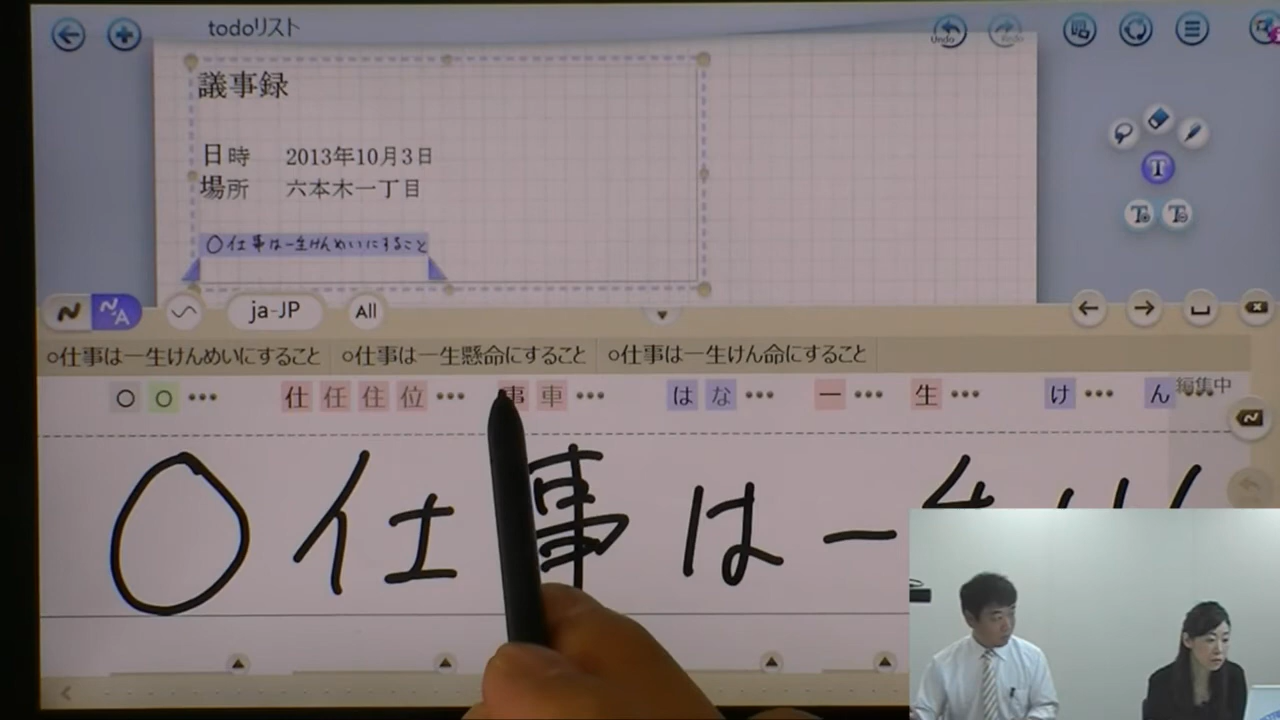 todoリスト
Undo
Redo
議事録
日時 2013年10月3日
場所 六本木一丁目
○仕事は一生けんめいにすること
ja-JP
All
○仕事は一生けんめいにすること ○仕事は一生懸命にすること ○仕事は一生けん命にすること
○ ○ ••• 仕 任 住 位 ••• 事 車 ••• は な ••• 一 ••• 生 ••• け ••• ん •••
編集中
○仕事は一生けん